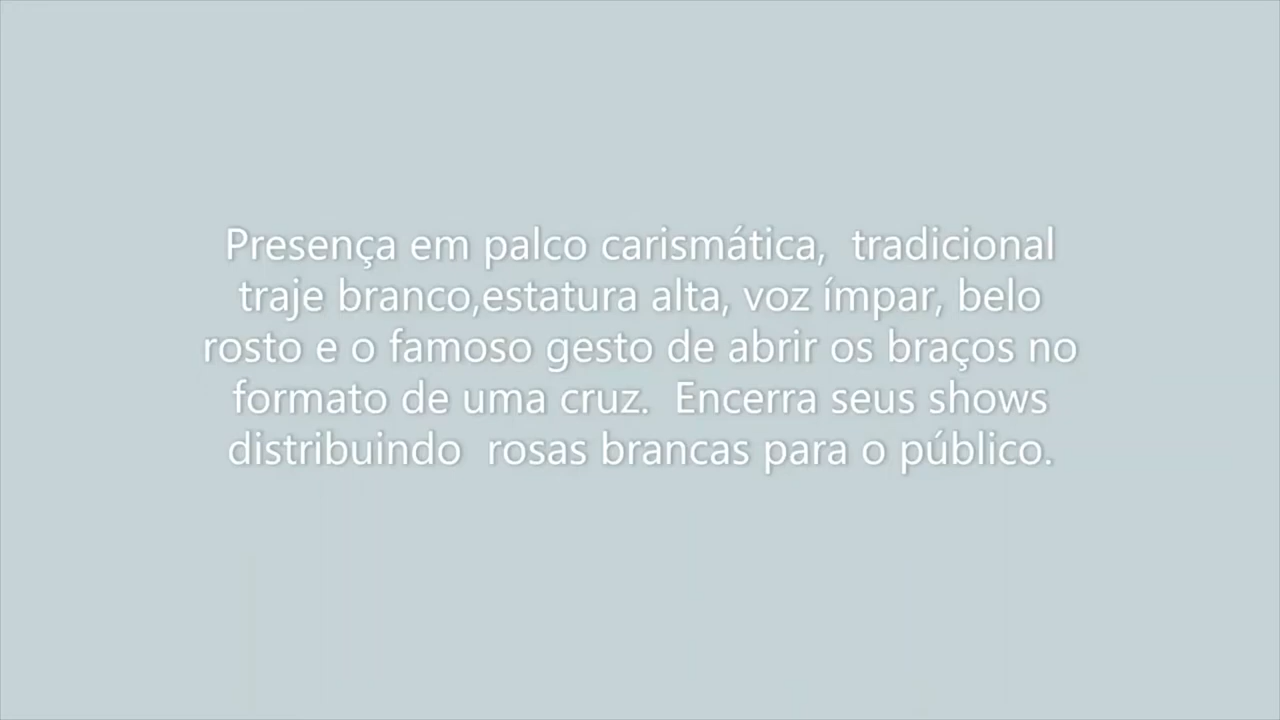 Presença em palco carismática,  tradicional
traje branco,estatura alta, voz ímpar, belo
rosto e o famoso gesto de abrir os braços no
formato de uma cruz.  Encerra seus shows
distribuindo  rosas brancas para o público.